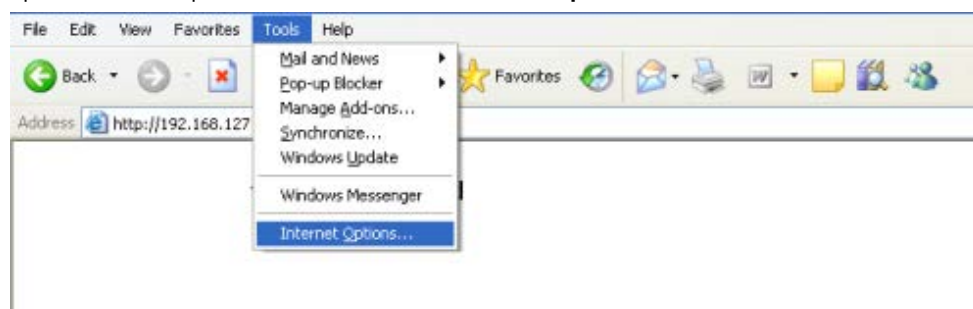 File Edit View Favorites Tools Help
Back Favorites
Address http://192.168.127
Mail and News
Pop-up Blocker
Manage Add-ons...
Synchronize...
Windows Update
Windows Messenger
Internet Options...